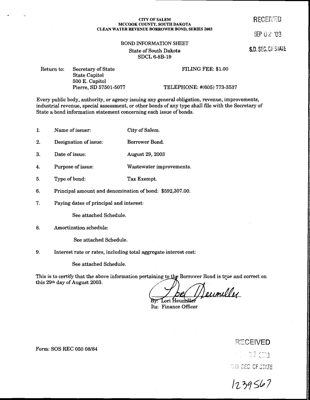 CITY OF SALEM
MCCOOK COUNTY, SOUTH DAKOTA
CLEAN WATER REVENUE BORROWER BOND, SERIES 2003
RECEIVED
SEP 02 '03
S.D. SEC. OF STATE
BOND INFORMATION SHEET
State of South Dakota
SDCL 6-8B-19
Return to: Secretary of State FILING FEE: $1.00
State Capitol
500 E. Capitol
Pierre, SD 57501-5077 TELEPHONE: #(605) 773-3537
Every public body, authority, or agency issuing any general obligation, revenue, improvements,
industrial revenue, special assessment, or other bonds of any type shall file with the Secretary of
State a bond information statement concerning each issue of bonds.
1. Name of issuer: City of Salem.
2. Designation of issue: Borrower Bond.
3. Date of issue: August 29, 2003
4. Purpose of issue: Wastewater improvements.
5. Type of bond: Tax Exempt.
6. Principal amount and denomination of bond: $592,307.00.
7. Paying dates of principal and interest:
See attached Schedule.
8. Amortization schedule:
See attached Schedule.
9. Interest rate or rates, including total aggregate interest cost:
See attached Schedule.
This is to certify that the above information pertaining to the Borrower Bond is true and correct on
this 29th day of August 2003.
By: Lori Heumiller
Its: Finance Officer
Form: SOS REC 050 08/84
RECEIVED
S.D. SEC. OF STATE
1239567